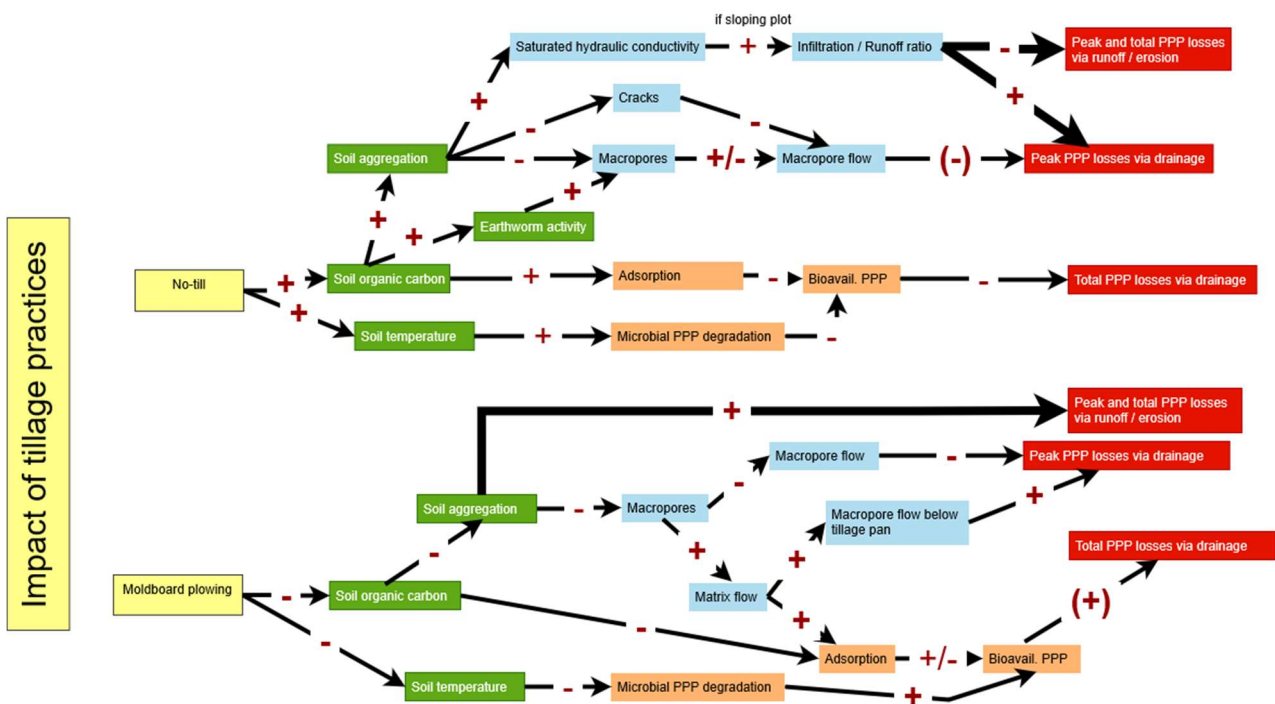 Impact of tillage practices
if sloping plot
Saturated hydraulic conductivity
+
Infiltration / Runoff ratio
-
Peak and total PPP losses
via runoff / erosion
+
+
Cracks
-
-
Soil aggregation
-
Macropores
+/-
Macropore flow
(-)
Peak PPP losses via drainage
+
+
+
Earthworm activity
No-till
+
+
Soil organic carbon
+
Adsorption
-
Bioavail. PPP
-
Total PPP losses via drainage
Soil temperature
+
Microbial PPP degradation
-
+
Peak and total PPP losses
via runoff / erosion
Macropore flow
-
Peak PPP losses via drainage
-
Soil aggregation
-
Macropores
+
Macropore flow below
tillage pan
+
+
-
Matrix flow
+
Total PPP losses via drainage
(+)
Moldboard plowing
-
Soil organic carbon
-
-
Adsorption
+/-
Bioavail. PPP
Soil temperature
-
Microbial PPP degradation
+